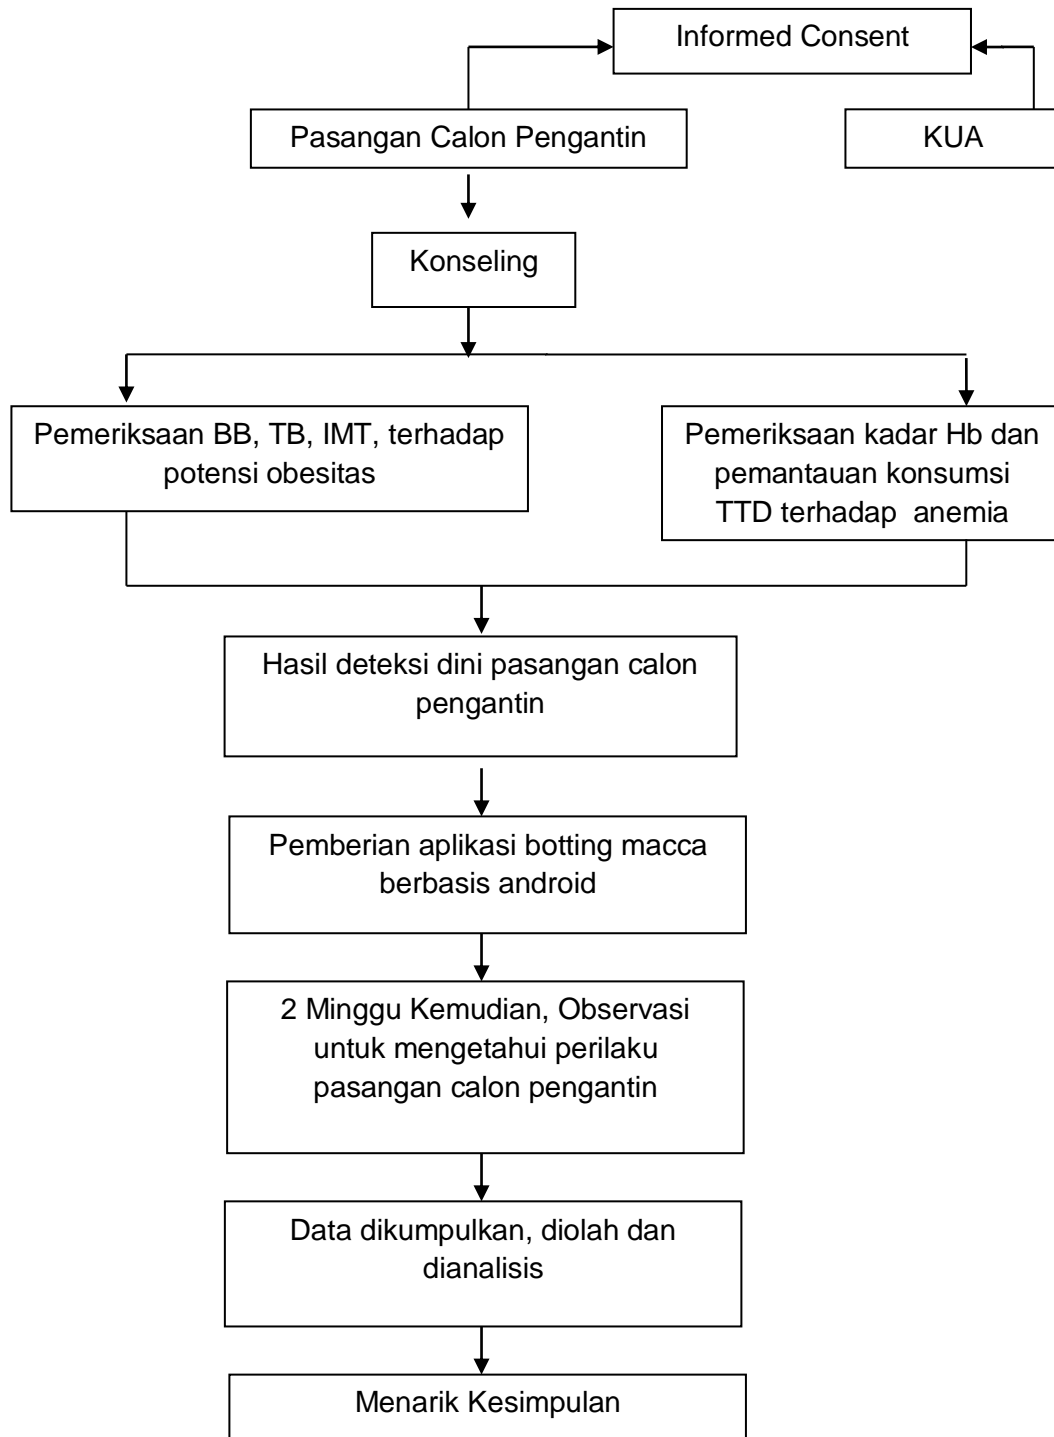 Informed Consent
Pasangan Calon Pengantin
KUA
Konseling
Pemeriksaan BB, TB, IMT, terhadap
potensi obesitas
Pemeriksaan kadar Hb dan
pemantauan konsumsi
TTD terhadap anemia
Hasil deteksi dini pasangan calon
pengantin
Pemberian aplikasi botting macca
berbasis android
2 Minggu Kemudian, Observasi
untuk mengetahui perilaku
pasangan calon pengantin
Data dikumpulkan, diolah dan
dianalisis
Menarik Kesimpulan